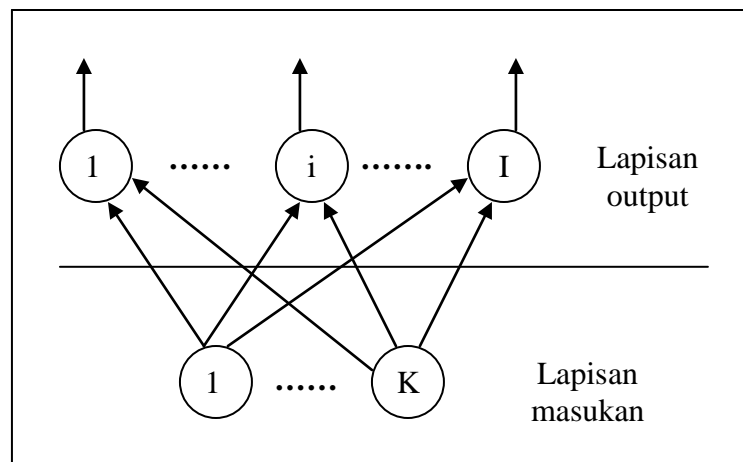 1 ...... i ....... I
Lapisan
output
1 ...... K
Lapisan
masukan